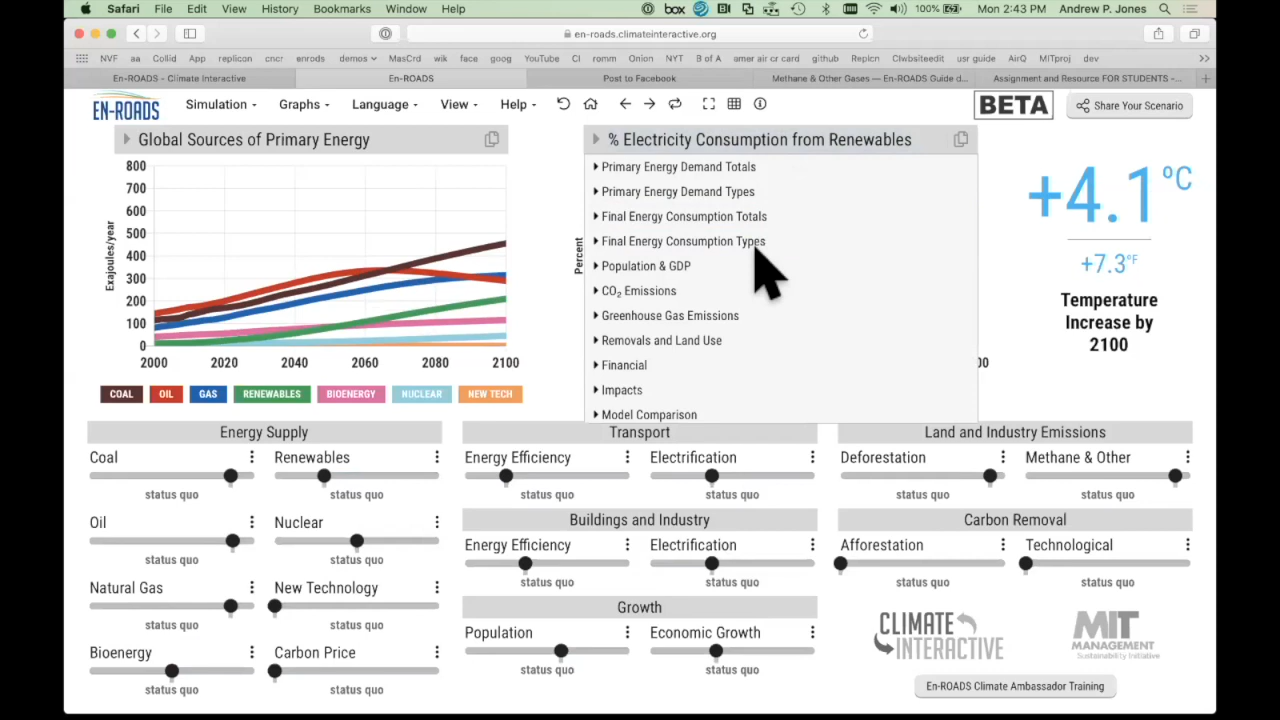 Safari File Edit View History Bookmarks Window Help box 100% Mon 2:43 PM Andrew P. Jones
en-roads.climateinteractive.org
NVF aa Collid App replicon cncr enrods demos MasCrd wik face goog YouTube CI romm Onion NYT B of A amer air cr card github Replcn Clwbsiteedit usr guide AirQ MITproj dev
En-ROADS - Climate Interactive En-ROADS Post to Facebook Methane & Other Gases — En-ROADS Guide d... Assignment and Resource FOR STUDENTS -...
EN-ROADS Simulation Graphs Language View Help BETA Share Your Scenario
Global Sources of Primary Energy
800
700
600
500
400
300
200
100
0
Exajoules/year
2000 2020 2040 2060 2080 2100
COAL OIL GAS RENEWABLES BIOENERGY NUCLEAR NEW TECH
% Electricity Consumption from Renewables
Percent
Primary Energy Demand Totals
Primary Energy Demand Types
Final Energy Consumption Totals
Final Energy Consumption Types
Population & GDP
CO₂ Emissions
Greenhouse Gas Emissions
Removals and Land Use
Financial
Impacts
Model Comparison
00
+4.1 ºC
+7.3 °F
Temperature
Increase by
2100
Energy Supply
Coal Renewables
status quo status quo
Oil Nuclear
status quo status quo
Natural Gas New Technology
status quo status quo
Bioenergy Carbon Price
status quo status quo
Transport
Energy Efficiency Electrification
status quo status quo
Buildings and Industry
Energy Efficiency Electrification
status quo status quo
Growth
Population Economic Growth
status quo status quo
Land and Industry Emissions
Deforestation Methane & Other
status quo status quo
Carbon Removal
Afforestation Technological
status quo status quo
CLIMATE
INTERACTIVE
MIT
MANAGEMENT
Sustainability Initiative
En-ROADS Climate Ambassador Training